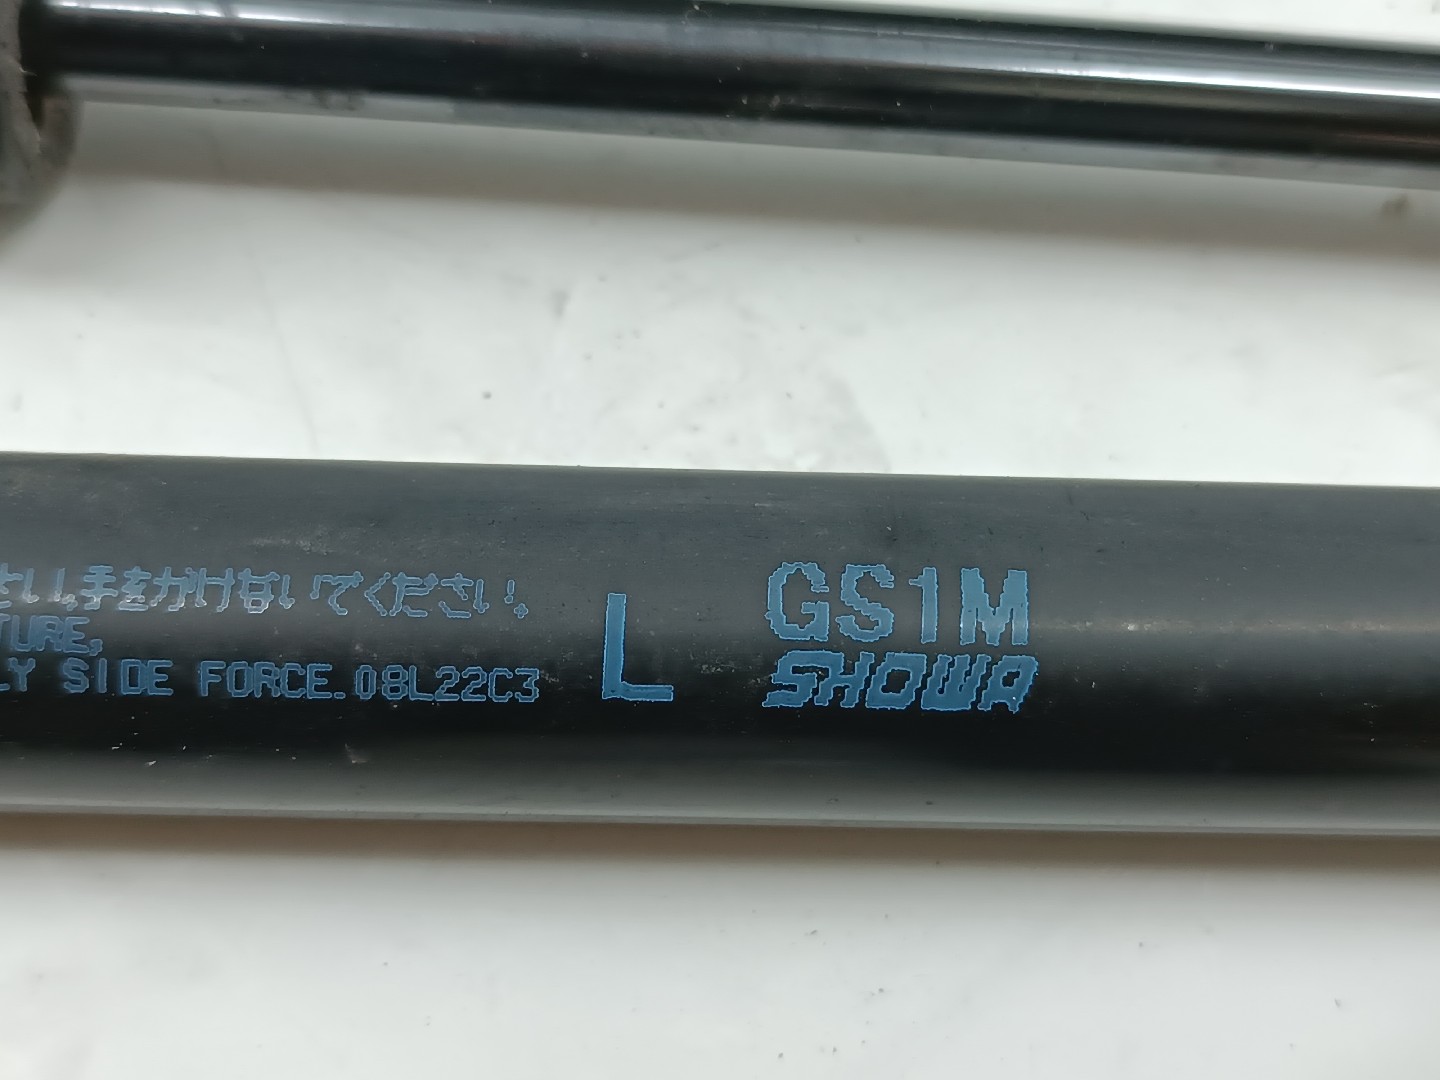 さい,手をかけないでください。
TURE,
LY SIDE FORCE.08L22C3
L
GS1M
SHOWA